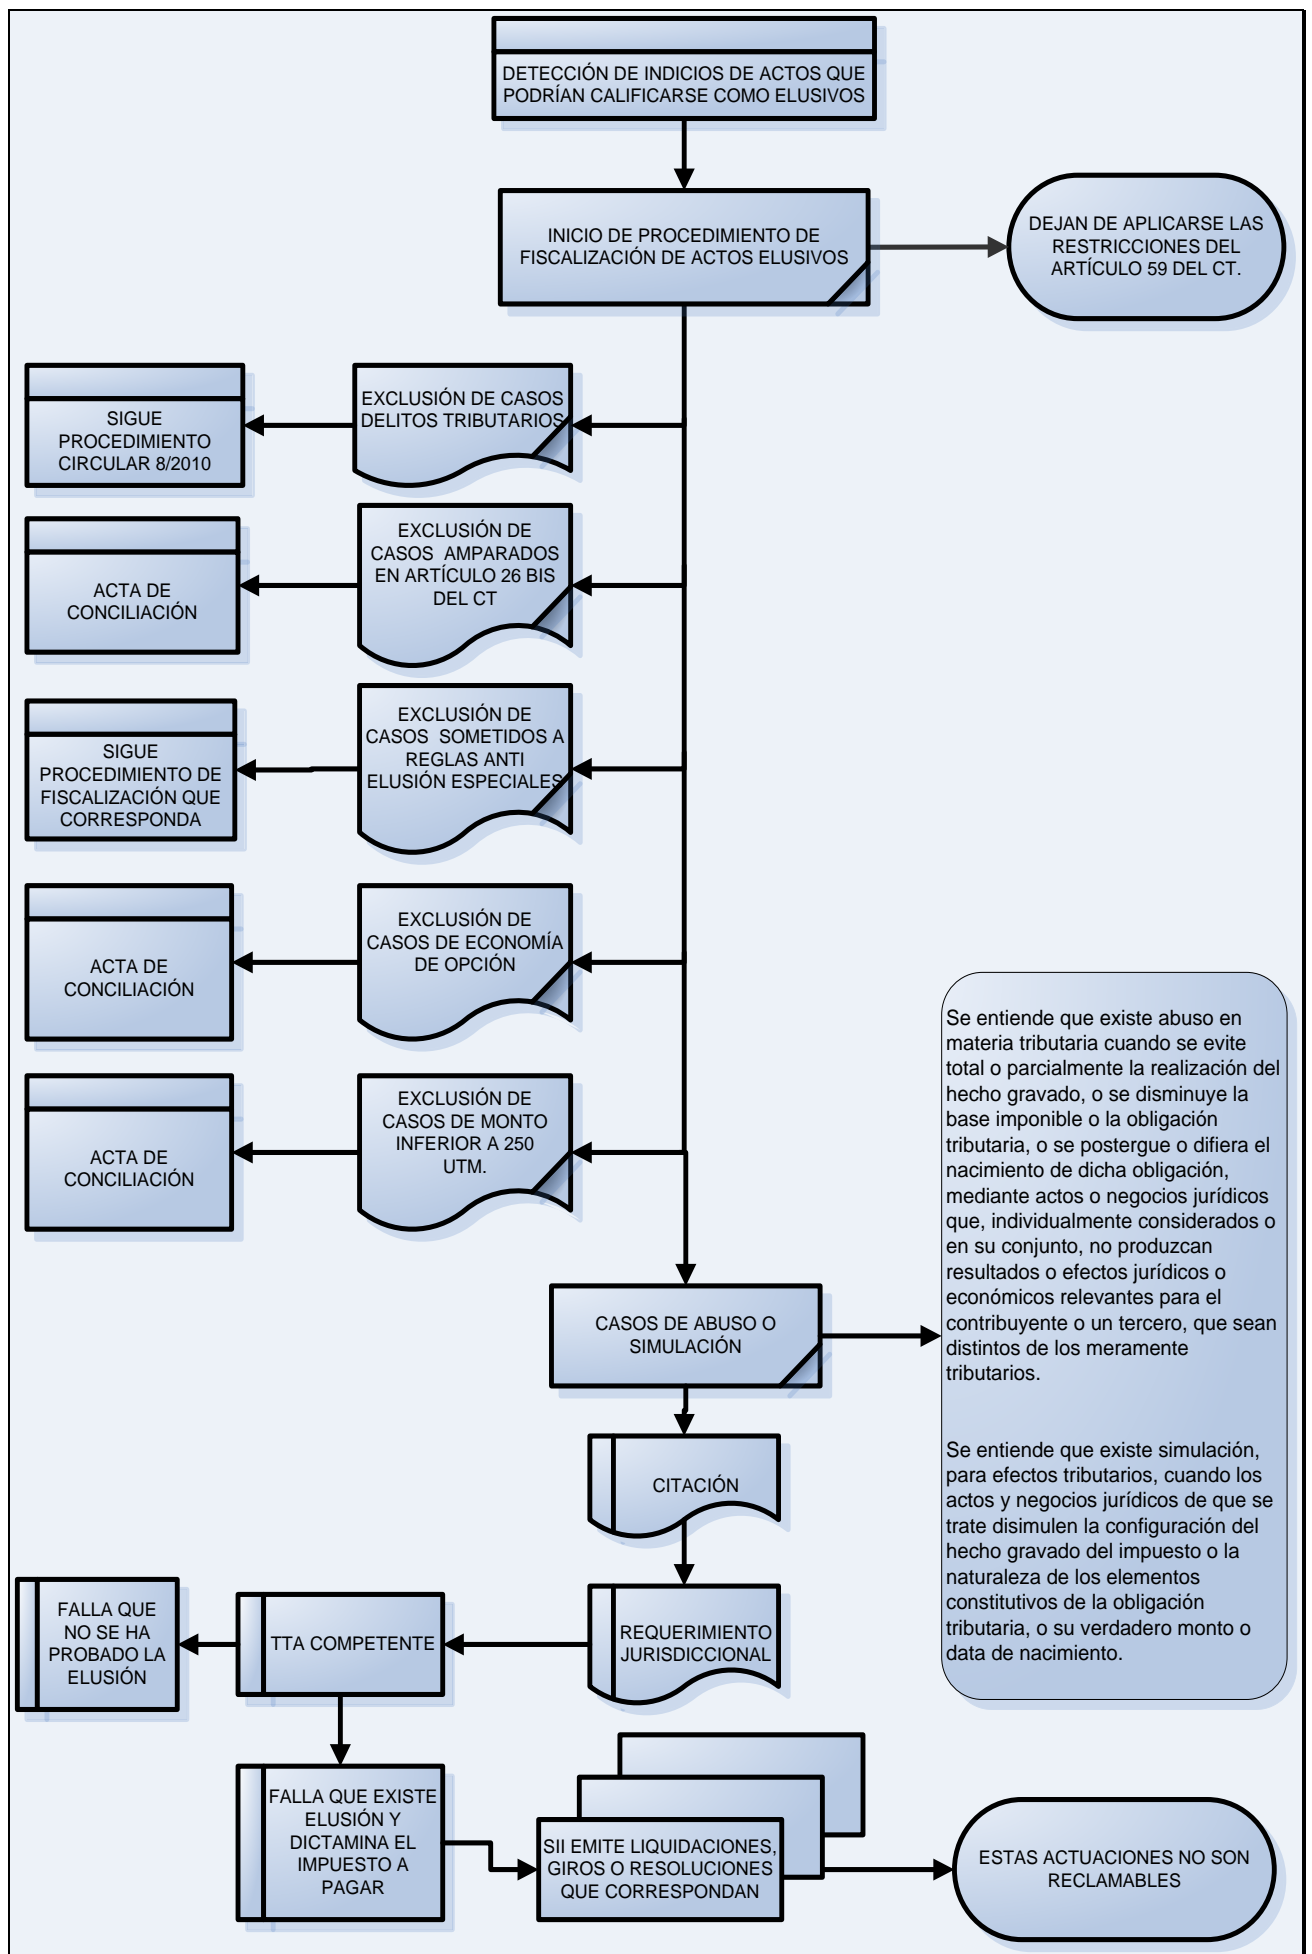 DETECCIÓN DE INDICIOS DE ACTOS QUE
PODRÍAN CALIFICARSE COMO ELUSIVOS
INICIO DE PROCEDIMIENTO DE
FISCALIZACIÓN DE ACTOS ELUSIVOS
DEJAN DE APLICARSE LAS
RESTRICCIONES DEL
ARTÍCULO 59 DEL CT.
EXCLUSIÓN DE CASOS
DELITOS TRIBUTARIOS
SIGUE
PROCEDIMIENTO
CIRCULAR 8/2010
EXCLUSIÓN DE
CASOS AMPARADOS
EN ARTÍCULO 26 BIS
DEL CT
ACTA DE
CONCILIACIÓN
EXCLUSIÓN DE
CASOS SOMETIDOS A
REGLAS ANTI
ELUSIÓN ESPECIALES
SIGUE
PROCEDIMIENTO DE
FISCALIZACIÓN QUE
CORRESPONDA
EXCLUSIÓN DE
CASOS DE ECONOMÍA
DE OPCIÓN
ACTA DE
CONCILIACIÓN
EXCLUSIÓN DE
CASOS DE MONTO
INFERIOR A 250
UTM.
ACTA DE
CONCILIACIÓN
CASOS DE ABUSO O
SIMULACIÓN
Se entiende que existe abuso en
materia tributaria cuando se evite
total o parcialmente la realización del
hecho gravado, o se disminuye la
base imponible o la obligación
tributaria, o se postergue o difiera el
nacimiento de dicha obligación,
mediante actos o negocios jurídicos
que, individualmente considerados o
en su conjunto, no produzcan
resultados o efectos jurídicos o
económicos relevantes para el
contribuyente o un tercero, que sean
distintos de los meramente
tributarios.
Se entiende que existe simulación,
para efectos tributarios, cuando los
actos y negocios jurídicos de que se
trate disimulen la configuración del
hecho gravado del impuesto o la
naturaleza de los elementos
constitutivos de la obligación
tributaria, o su verdadero monto o
data de nacimiento.
CITACIÓN
REQUERIMIENTO
JURISDICCIONAL
TTA COMPETENTE
FALLA QUE
NO SE HA
PROBADO LA
ELUSIÓN
FALLA QUE EXISTE
ELUSIÓN Y
DICTAMINA EL
IMPUESTO A
PAGAR
SII EMITE LIQUIDACIONES,
GIROS O RESOLUCIONES
QUE CORRESPONDAN
ESTAS ACTUACIONES NO SON
RECLAMABLES